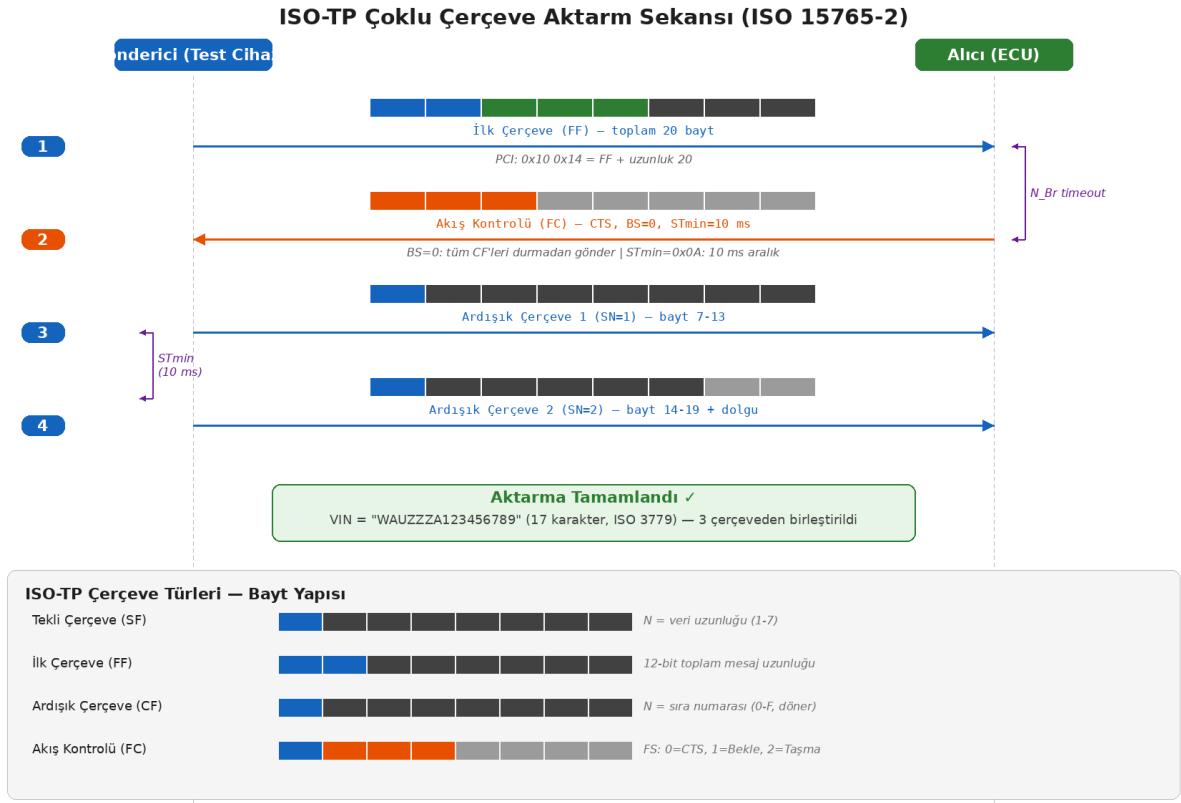 ISO-TP Çoklu Çerçeve Aktarm Sekansı (ISO 15765-2)
nderici (Test Ciha
Alıcı (ECU)
İlk Çerçeve (FF) — toplam 20 bayt
1
PCI: 0x10 0x14 = FF + uzunluk 20
N_Br timeout
Akış Kontrolü (FC) — CTS, BS=0, STmin=10 ms
2
BS=0: tüm CF'leri durmadan gönder | STmin=0x0A: 10 ms aralık
Ardışık Çerçeve 1 (SN=1) — bayt 7-13
3
STmin
(10 ms)
Ardışık Çerçeve 2 (SN=2) — bayt 14-19 + dolgu
4
Aktarma Tamamlandı ✓
VIN = "WAUZZZA123456789" (17 karakter, ISO 3779) — 3 çerçeveden birleştirildi
ISO-TP Çerçeve Türleri — Bayt Yapısı
Tekli Çerçeve (SF)
N = veri uzunluğu (1-7)
İlk Çerçeve (FF)
12-bit toplam mesaj uzunluğu
Ardışık Çerçeve (CF)
N = sıra numarası (0-F, döner)
Akış Kontrolü (FC)
FS: 0=CTS, 1=Bekle, 2=Taşma